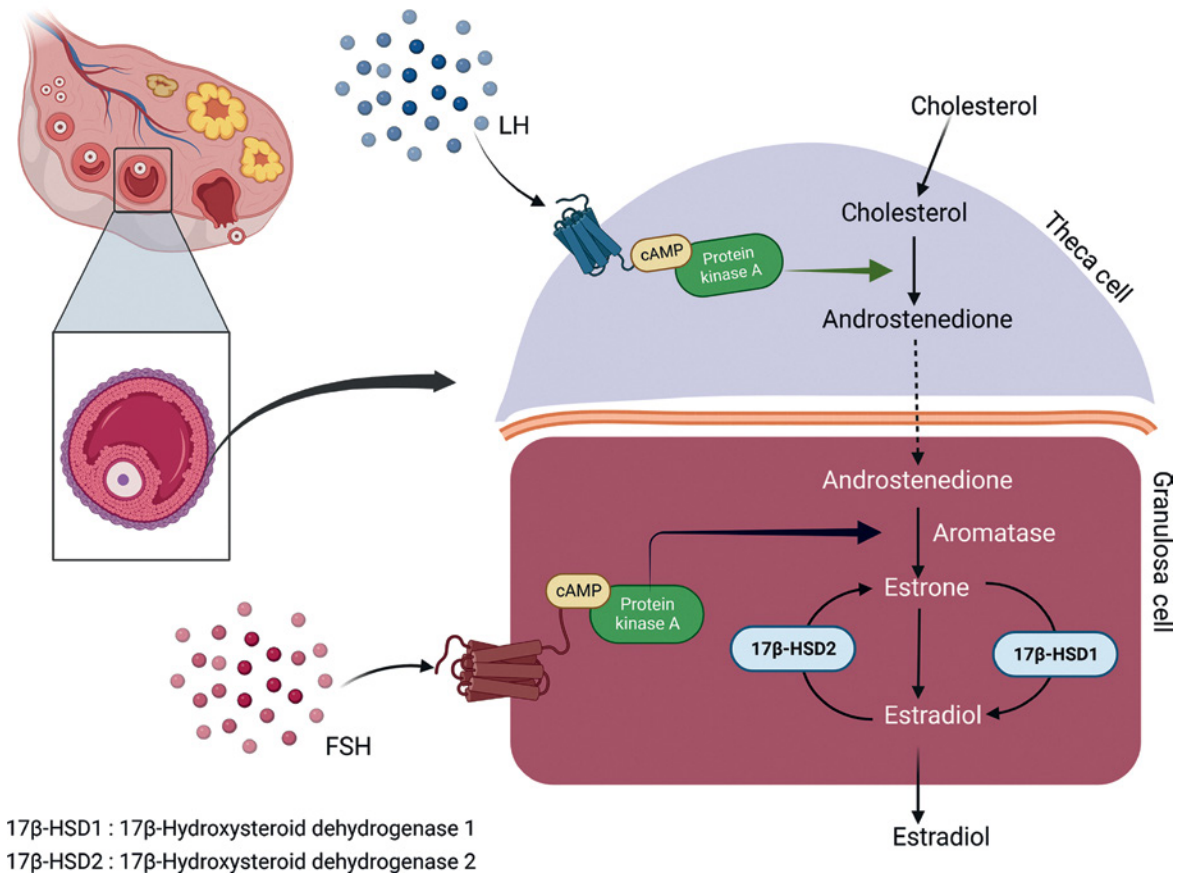 LH
Cholesterol
Cholesterol
cAMP
Protein
kinase A
Androstenedione
Theca cell
Androstenedione
Aromatase
Granulosa cell
cAMP
Protein
kinase A
Estrone
17β-HSD2
17β-HSD1
Estradiol
FSH
Estradiol
17β-HSD1 : 17β-Hydroxysteroid dehydrogenase 1
17β-HSD2 : 17β-Hydroxysteroid dehydrogenase 2